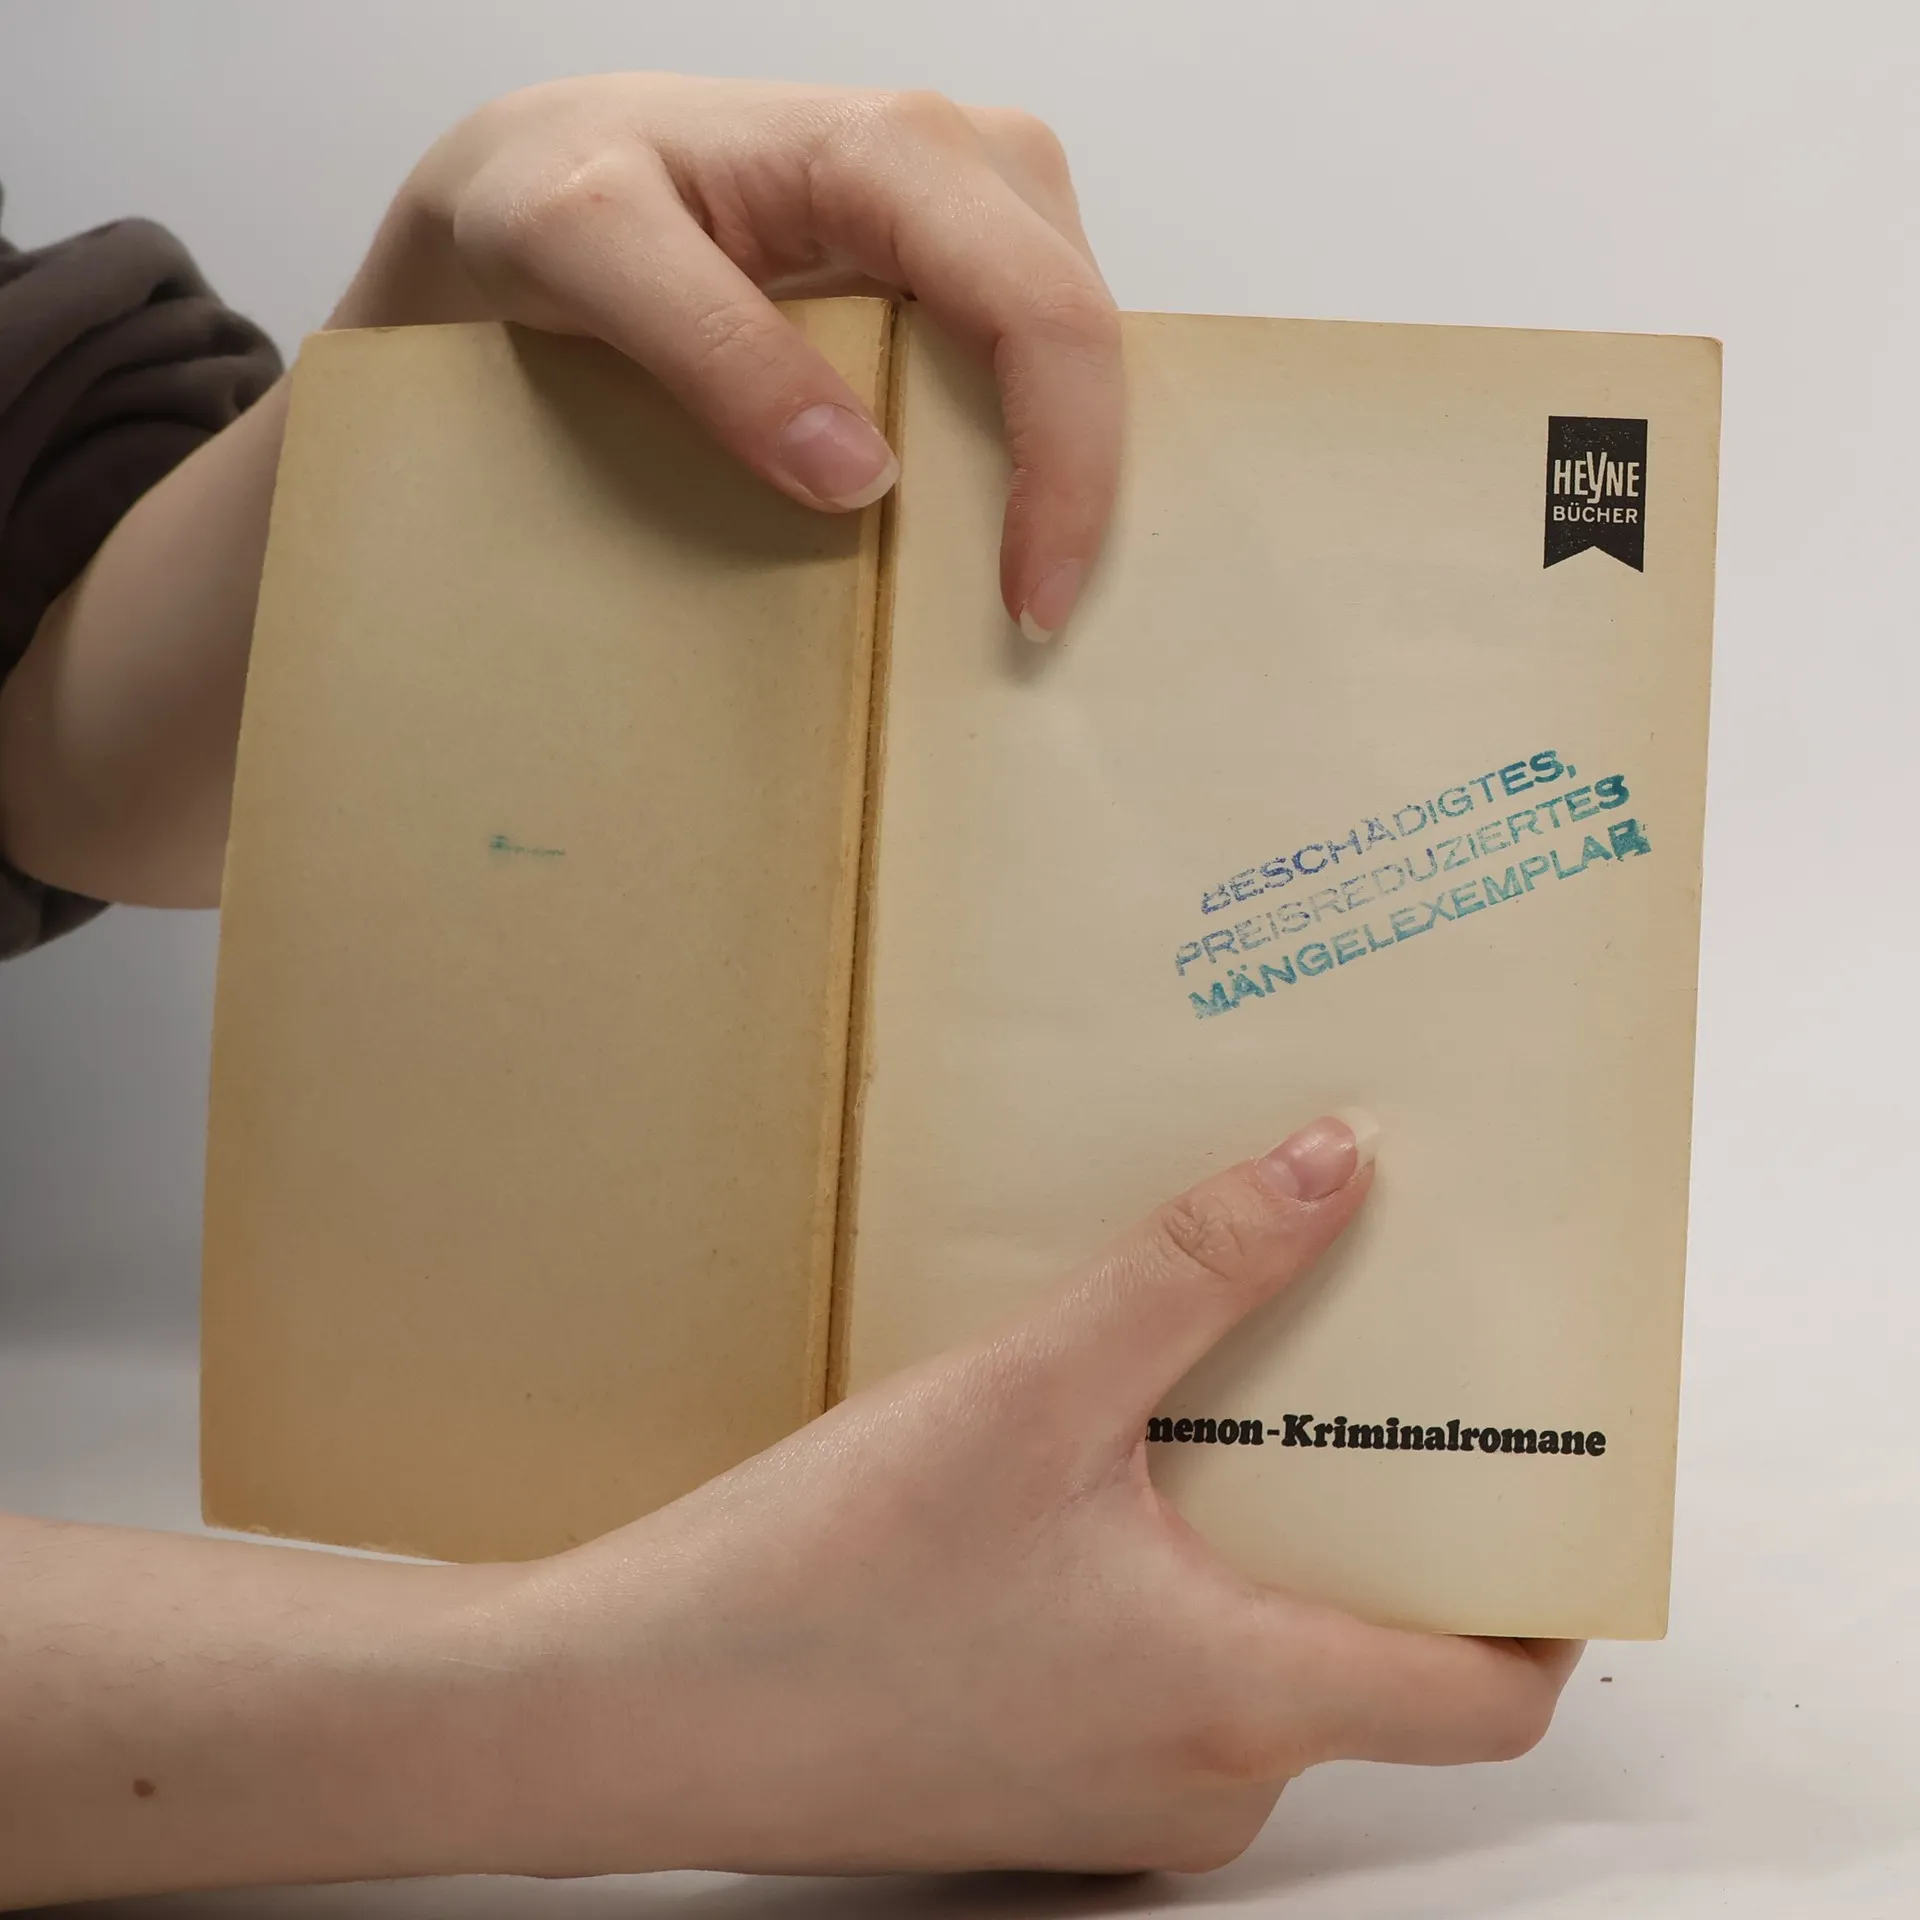 HEYNE
BÜCHER
BESCHÄDIGTES,
PREISREDUZIERTES
MÄNGELEXEMPLAR
menon-Kriminalromane